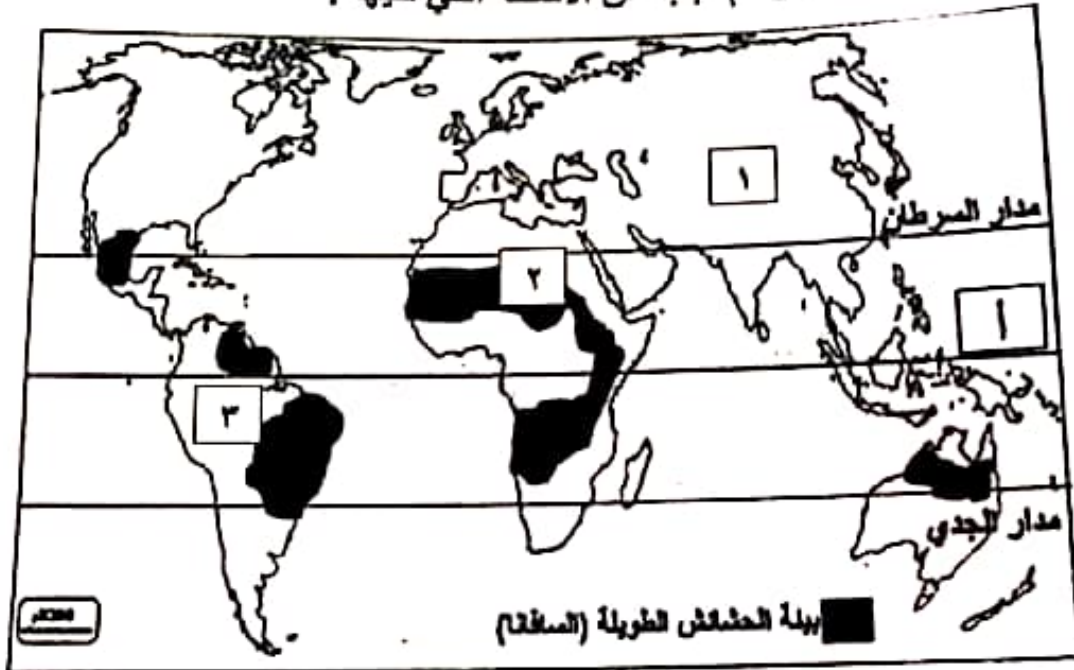 ١
مدار السرطان
٢
أ
٣
مدار الجدي
بيئة الحشائش الطويلة (السافانا)